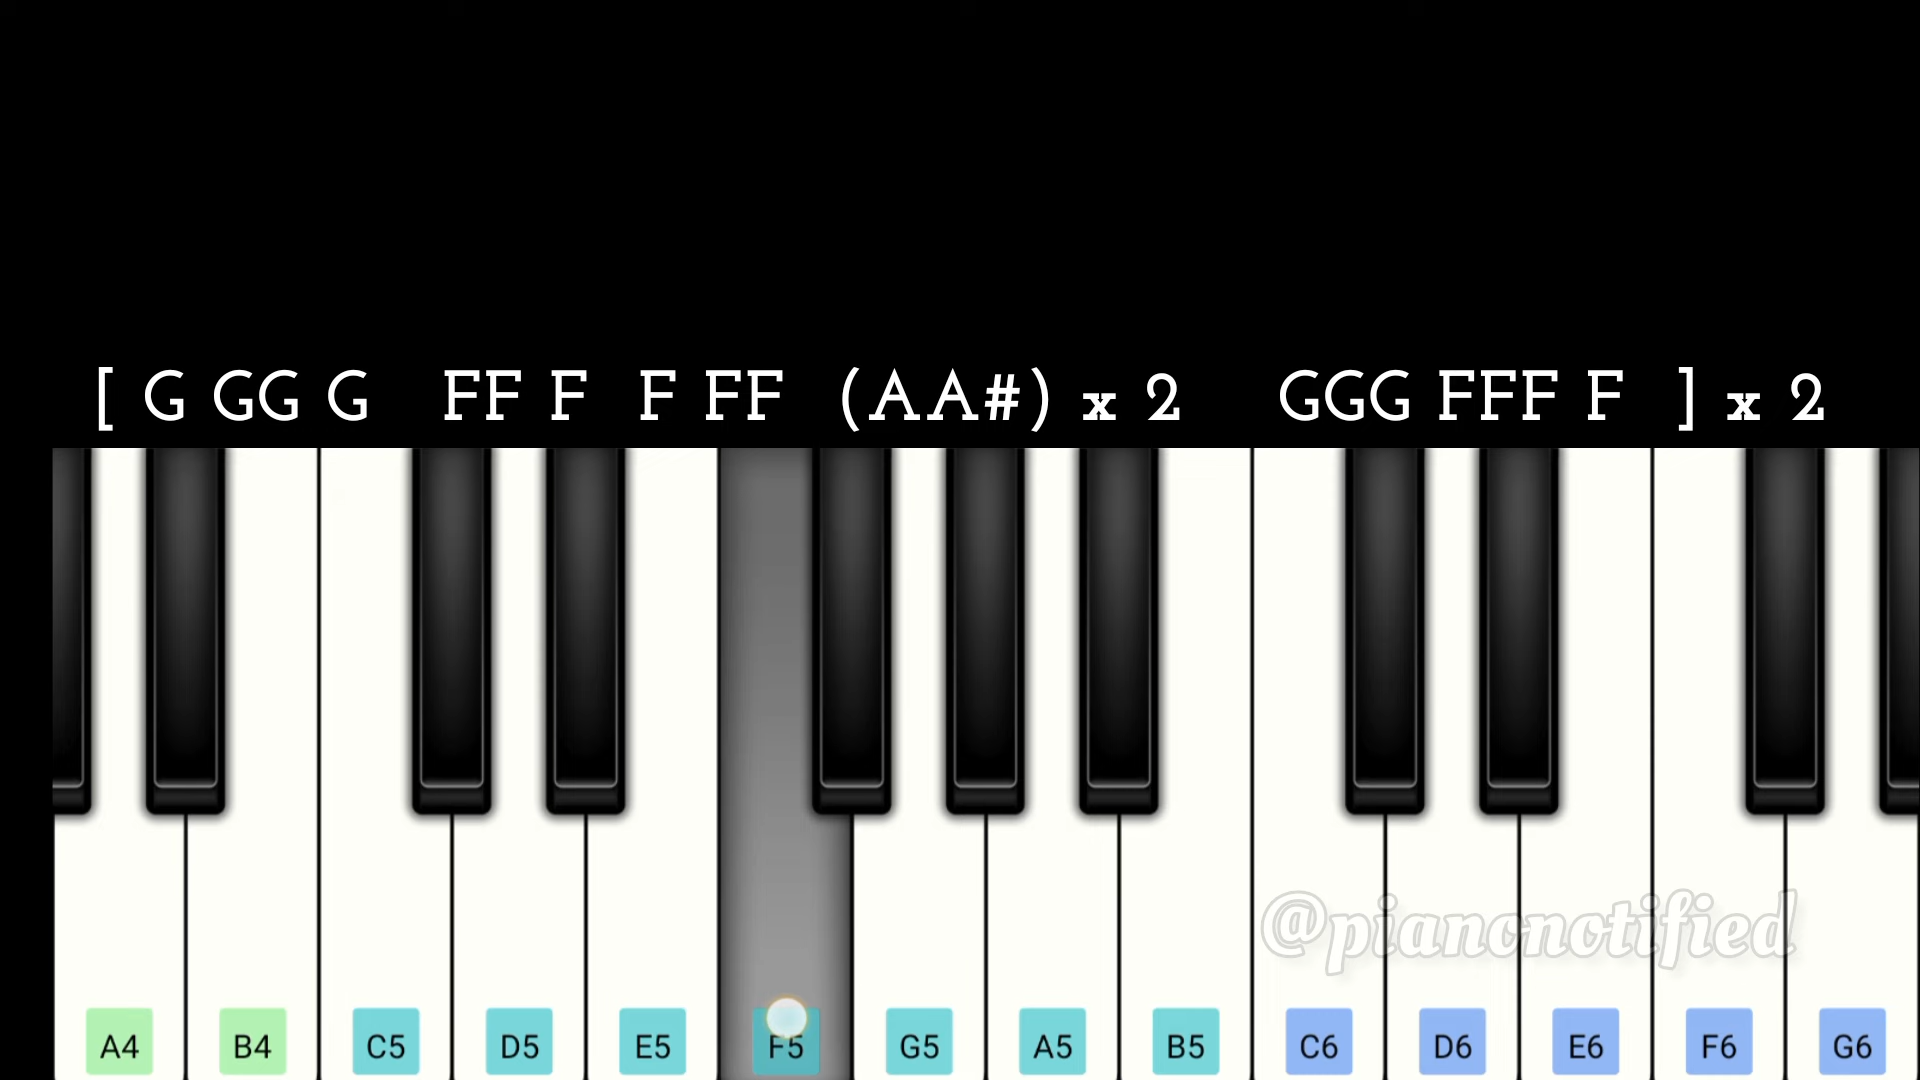 [ G GG G FF F F FF (AA#) x 2 GGG FFF F ] x 2
@pianonotified
A4 B4 C5 D5 E5 F5 G5 A5 B5 C6 D6 E6 F6 G6